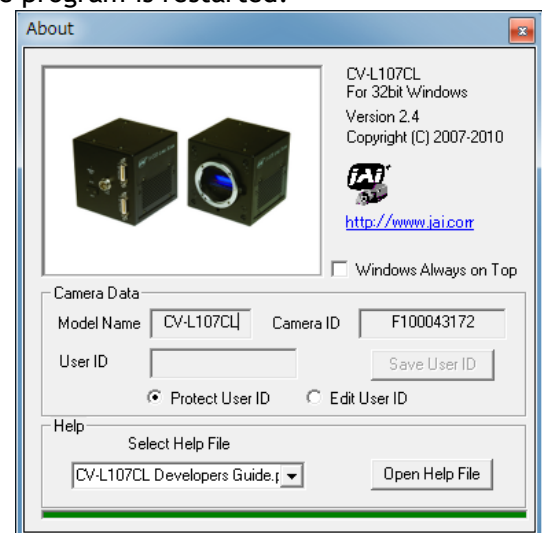 program is restarted.
About
CV-L107CL
For 32bit Windows
Version 2.4
Copyright (C) 2007-2010
JAI
http://www.jai.com
Windows Always on Top
Camera Data
Model Name CV-L107CL Camera ID F100043172
User ID Save User ID
Protect User ID Edit User ID
Help
Select Help File
CV-L107CL Developers Guide.p Open Help File